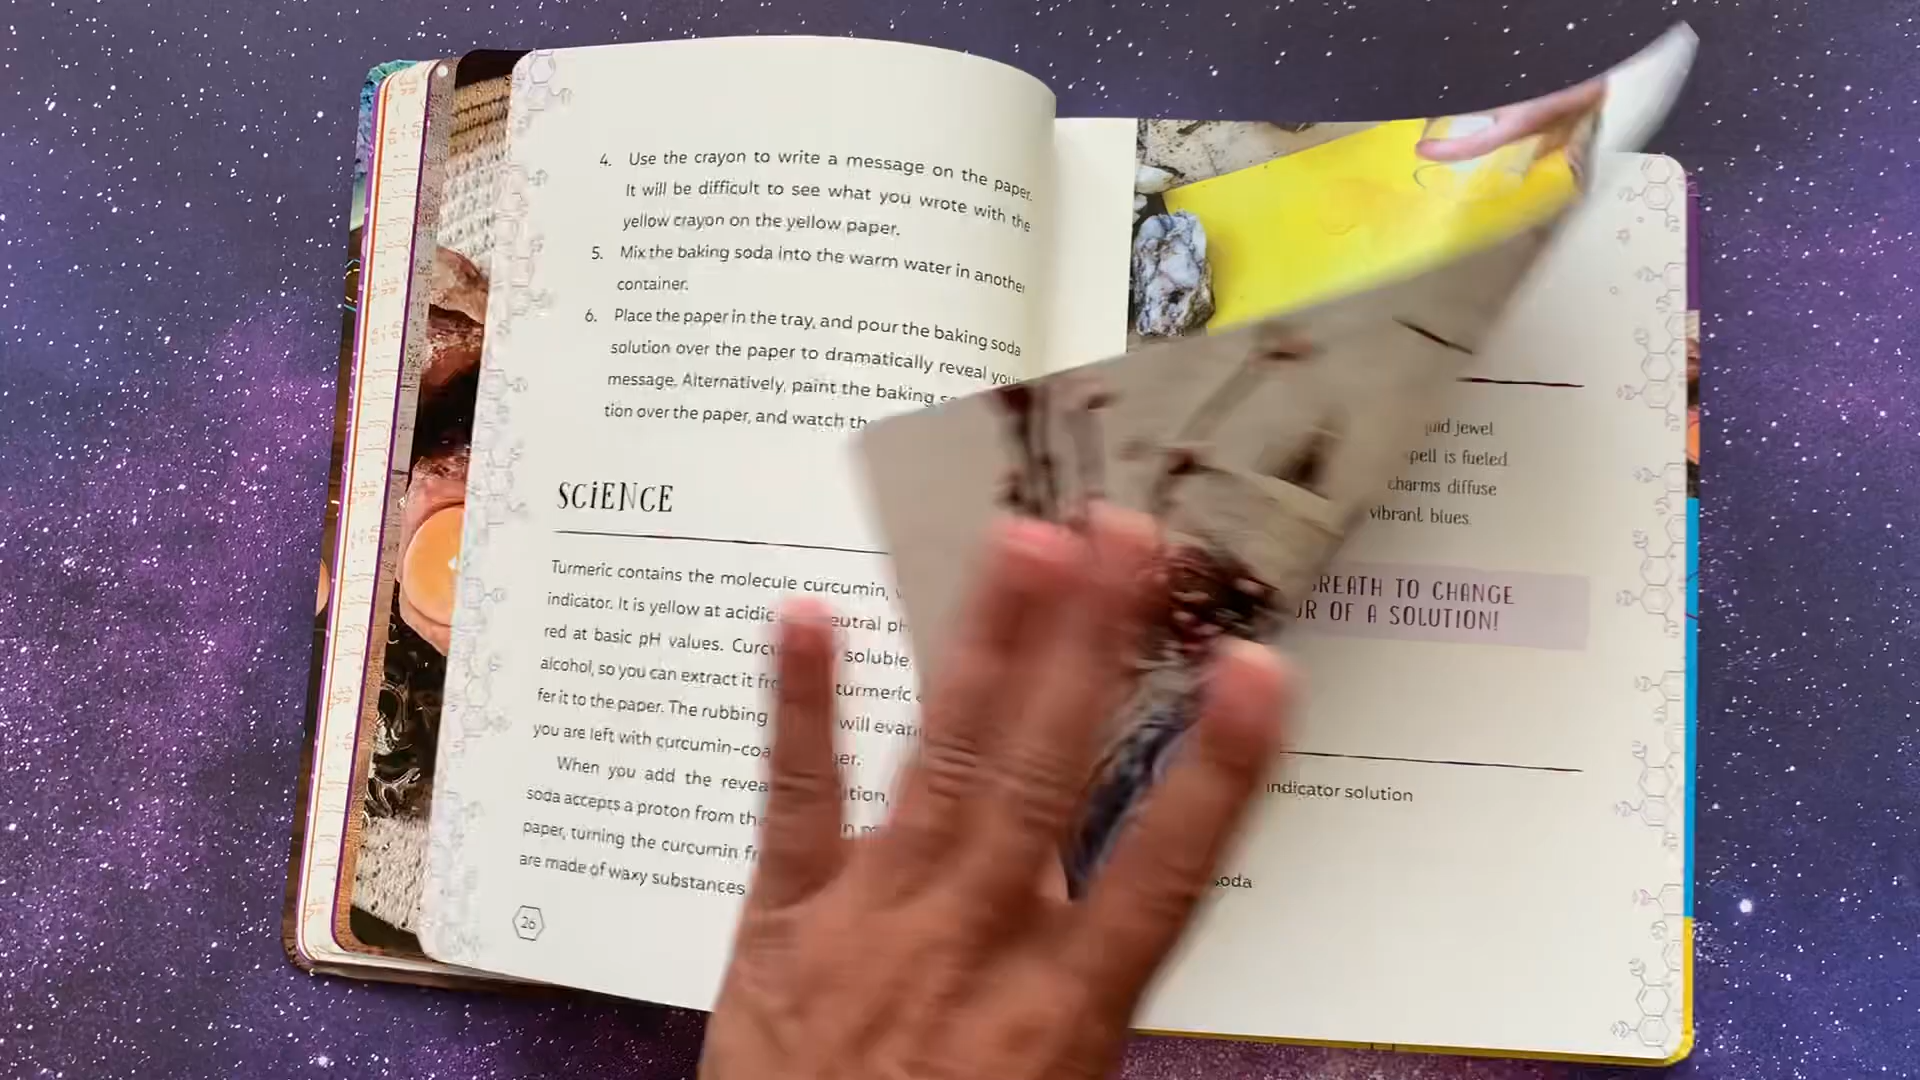 4. Use the crayon to write a message on the paper.
It will be difficult to see what you wrote with the
yellow crayon on the yellow paper.
5. Mix the baking soda into the warm water in another
container.
6. Place the paper in the tray, and pour the baking soda
solution over the paper to dramatically reveal your
message. Alternatively, paint the baking
tion over the paper, and watch
SCiENCE
Turmeric contains the molecule curcumin,
indicator. It is yellow at acidic
red at basic pH values. soluble
alcohol, so you can extract it turmeric
fer it to the paper. The rubbing will
you are left with
When you add the
soda accepts a proton from
paper, turning the curcumin
are made of waxy substances
26
jewel
is fueled
charms diffuse
vibrant blues.
BREATH TO CHANGE
OF A SOLUTION!
indicator solution
soda